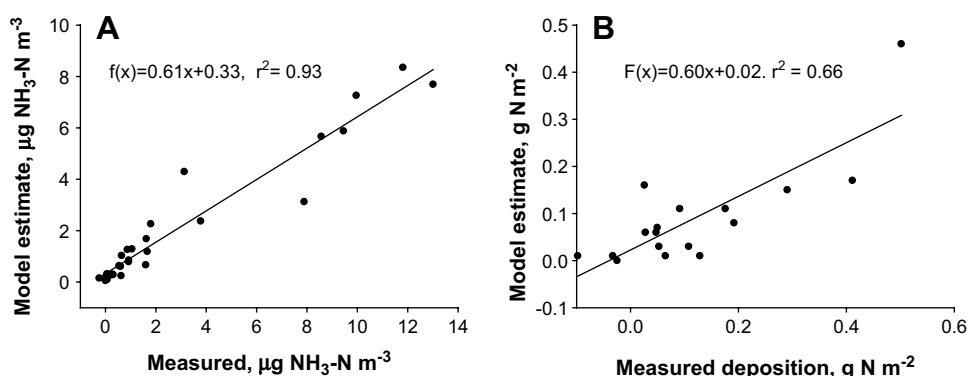 A
f(x)=0.61x+0.33, r²= 0.93
Model estimate, µg NH₃-N m⁻³
10
8
6
4
2
0
0 2 4 6 8 10 12 14
Measured, µg NH₃-N m⁻³
B
F(x)=0.60x+0.02. r² = 0.66
Model estimate, g N m⁻²
0.5
0.4
0.3
0.2
0.1
0.0
-0.1
0.0 0.2 0.4 0.6
Measured deposition, g N m⁻²